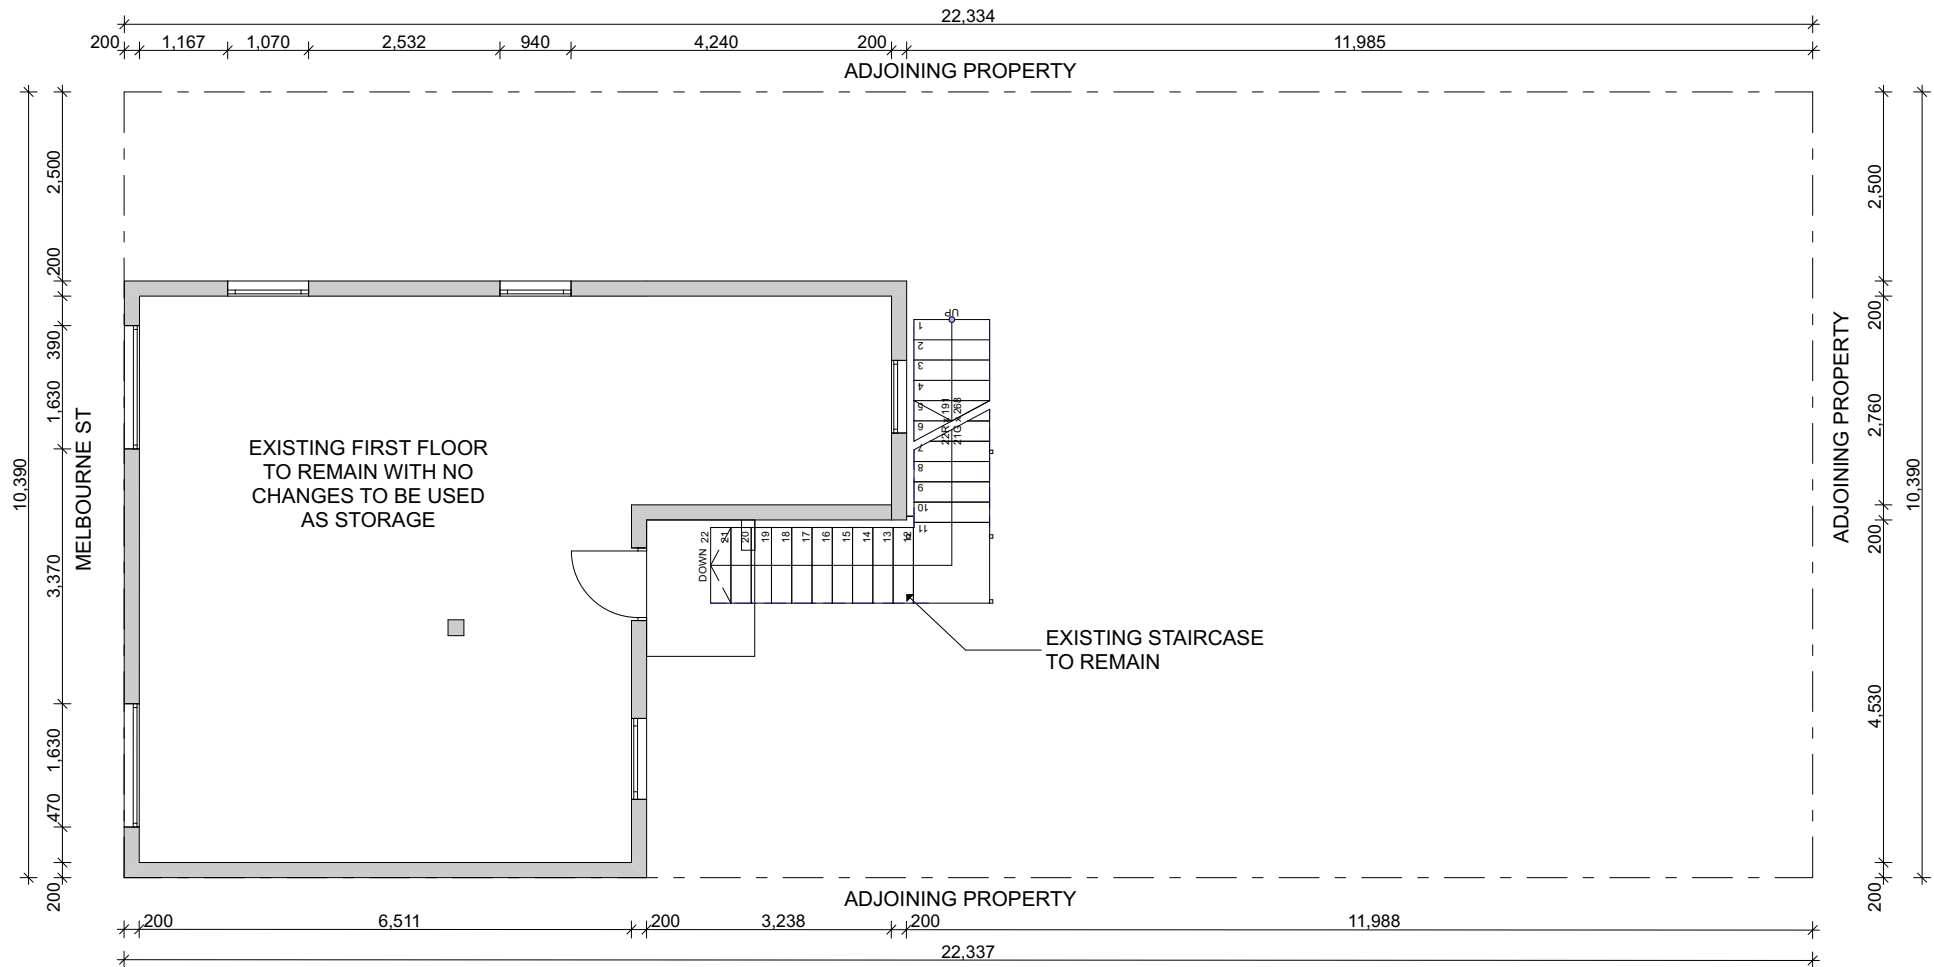 22,334
200 1,167 1,070 2,532 940 4,240 200 11,985
ADJOINING PROPERTY
10,390
2,500
200
390
1,630
3,370
1,630
470
200
MELBOURNE ST
EXISTING FIRST FLOOR
TO REMAIN WITH NO
CHANGES TO BE USED
AS STORAGE
UP
1
2
3
4
5
6
7
8
9
10
11
22R x 191
21G x 268
DOWN
22 21 20 19 18 17 16 15 14 13 12
EXISTING STAIRCASE
TO REMAIN
ADJOINING PROPERTY
2,500
200
2,760
200
4,530
200
10,390
ADJOINING PROPERTY
200 6,511 200 3,238 200 11,988
22,337